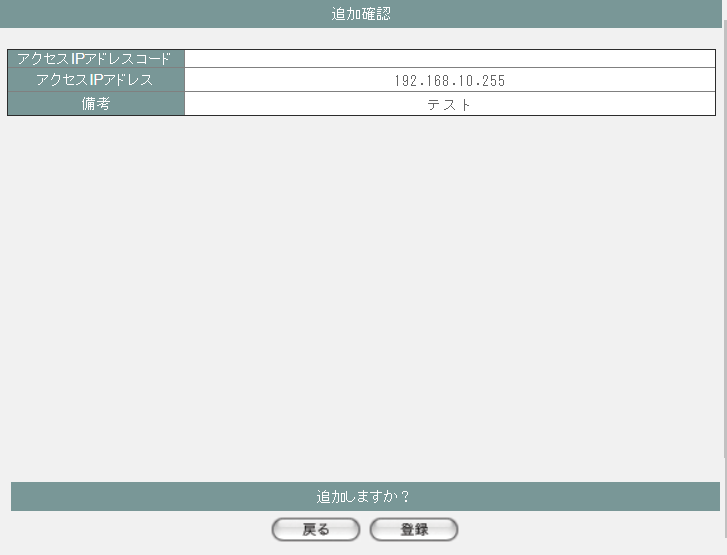 追加確認
アクセスIPアドレスコード
アクセスIPアドレス 192.168.10.255
備考 テスト
追加しますか？
戻る 登録